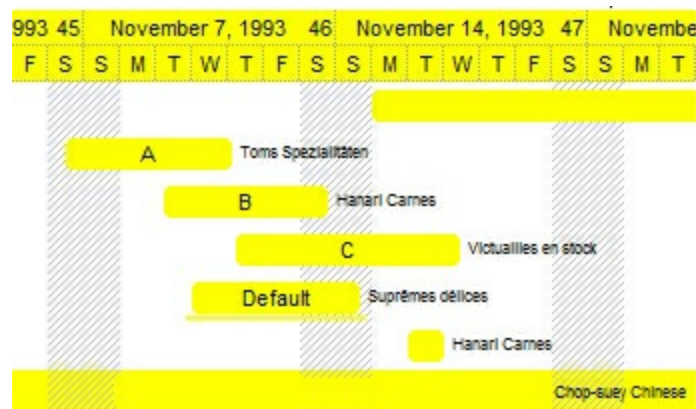 993 45 November 7, 1993 46 November 14, 1993 47 Novembe
F S S M T W T F S S M T W T F S S M T
A Toms Spezialitäten
B Hanari Carnes
C Victuailles en stock
Default Suprêmes délices
Hanari Carnes
Chop-suey Chinese